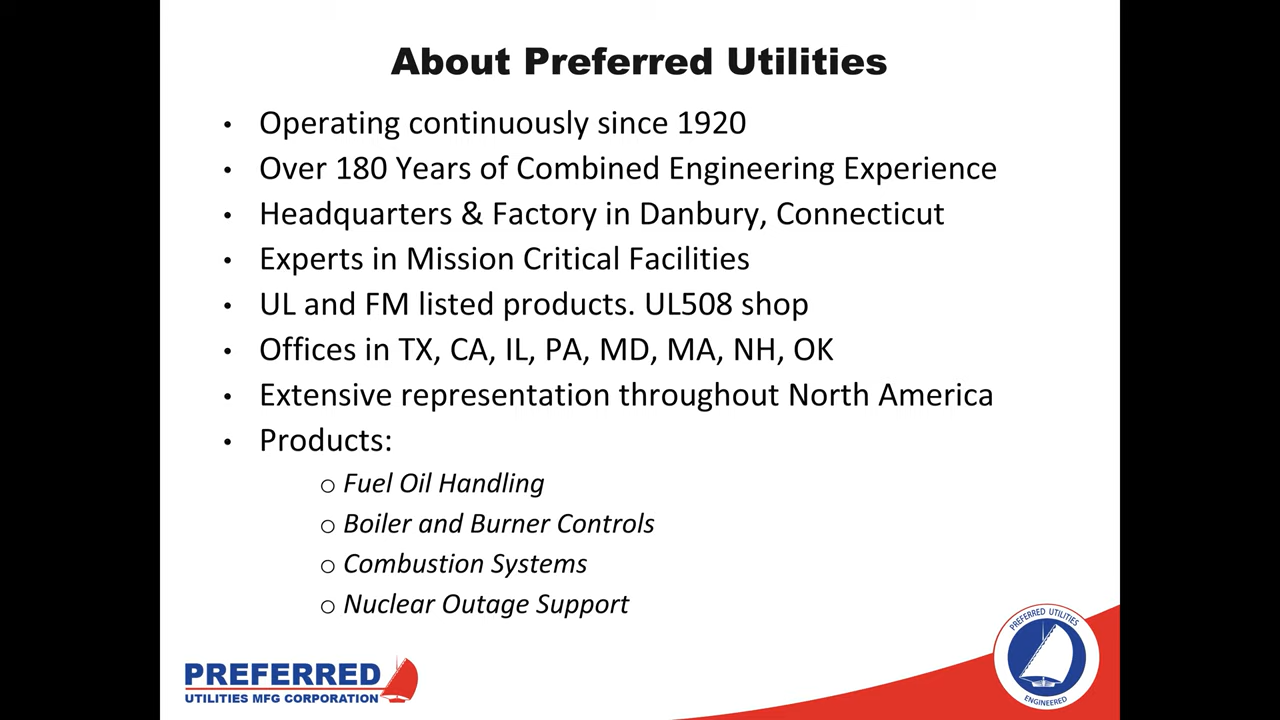 About Preferred Utilities
• Operating continuously since 1920
• Over 180 Years of Combined Engineering Experience
• Headquarters & Factory in Danbury, Connecticut
• Experts in Mission Critical Facilities
• UL and FM listed products. UL508 shop
• Offices in TX, CA, IL, PA, MD, MA, NH, OK
• Extensive representation throughout North America
• Products:
o Fuel Oil Handling
o Boiler and Burner Controls
o Combustion Systems
o Nuclear Outage Support
PREFERRED
UTILITIES MFG CORPORATION
PREFERRED UTILITIES
ENGINEERED